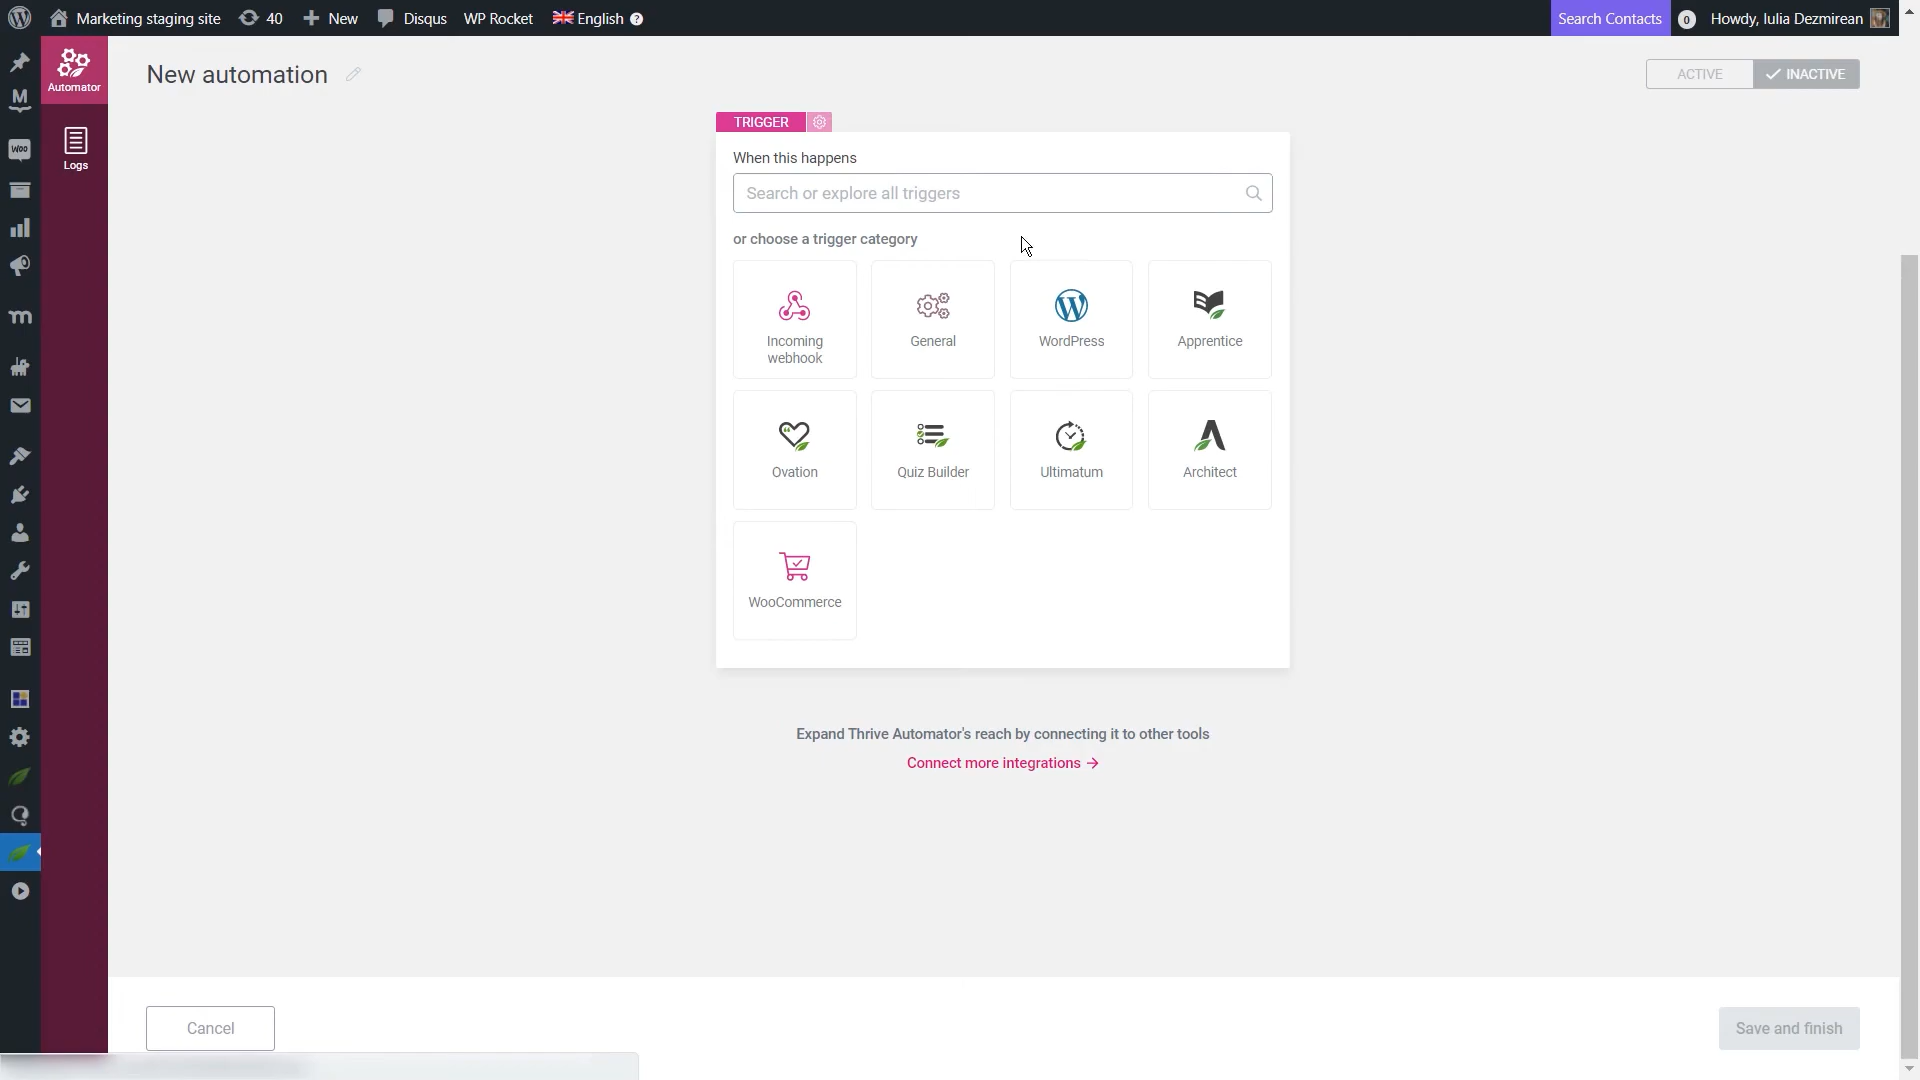 Marketing staging site 40 New Disqus WP Rocket English ? Search Contacts 0 Howdy, Iulia Dezmirean
Automator
Logs
M
WOO
m
New automation
ACTIVE INACTIVE
TRIGGER
When this happens
Search or explore all triggers
or choose a trigger category
Incoming
webhook
General
WordPress
Apprentice
Ovation
Quiz Builder
Ultimatum
Architect
WooCommerce
Expand Thrive Automator's reach by connecting it to other tools
Connect more integrations →
Cancel
Save and finish